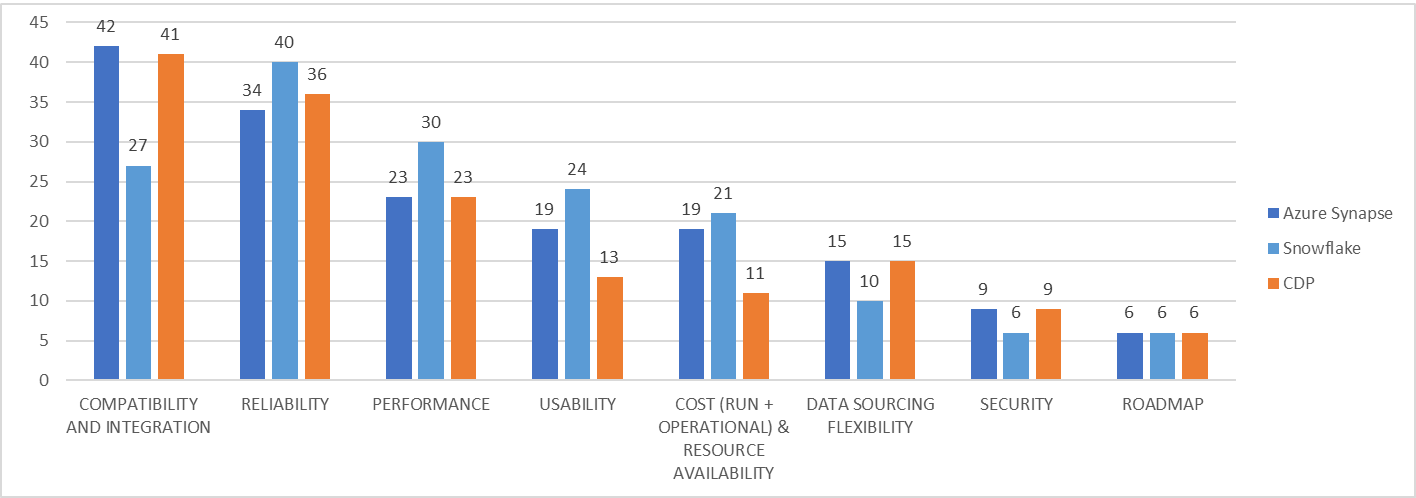 45
40
35
30
25
20
15
10
5
0
42 27 41
34 40 36
23 30 23
19 24 13
19 21 11
15 10 15
9 6 9
6 6 6
COMPATIBILITY
AND INTEGRATION
RELIABILITY
PERFORMANCE
USABILITY
COST (RUN +
OPERATIONAL) &
RESOURCE
AVAILABILITY
DATA SOURCING
FLEXIBILITY
SECURITY
ROADMAP
Azure Synapse
Snowflake
CDP